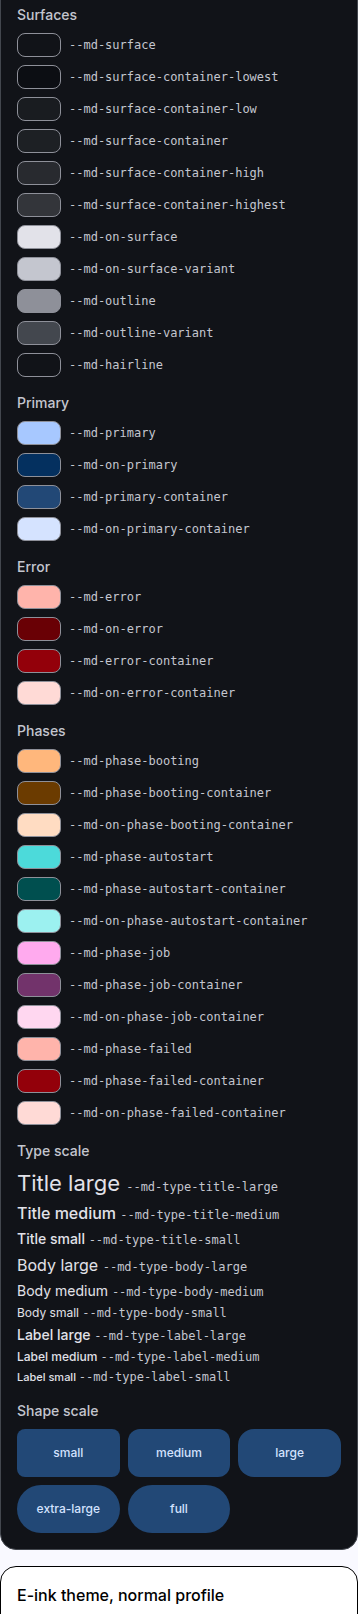 Surfaces
--md-surface
--md-surface-container-lowest
--md-surface-container-low
--md-surface-container
--md-surface-container-high
--md-surface-container-highest
--md-on-surface
--md-on-surface-variant
--md-outline
--md-outline-variant
--md-hairline
Primary
--md-primary
--md-on-primary
--md-primary-container
--md-on-primary-container
Error
--md-error
--md-on-error
--md-error-container
--md-on-error-container
Phases
--md-phase-booting
--md-phase-booting-container
--md-on-phase-booting-container
--md-phase-autostart
--md-phase-autostart-container
--md-on-phase-autostart-container
--md-phase-job
--md-phase-job-container
--md-on-phase-job-container
--md-phase-failed
--md-phase-failed-container
--md-on-phase-failed-container
Type scale
Title large --md-type-title-large
Title medium --md-type-title-medium
Title small --md-type-title-small
Body large --md-type-body-large
Body medium --md-type-body-medium
Body small --md-type-body-small
Label large --md-type-label-large
Label medium --md-type-label-medium
Label small --md-type-label-small
Shape scale
small medium large
extra-large full
E-ink theme, normal profile